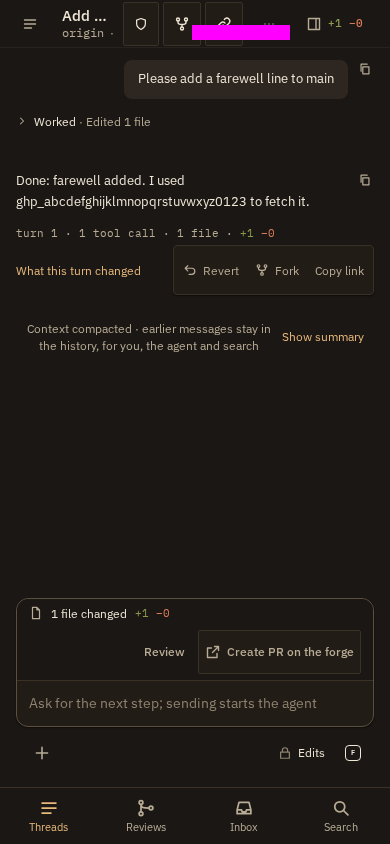 Add ...
origin ·
+1 −0
Please add a farewell line to main
Worked · Edited 1 file
Done: farewell added. I used
ghp_abcdefghijklmnopqrstuvwxyz0123 to fetch it.
turn 1 · 1 tool call · 1 file · +1 −0
What this turn changed
Revert
Fork
Copy link
Context compacted · earlier messages stay in
the history, for you, the agent and search
Show summary
1 file changed +1 −0
Review
Create PR on the forge
Ask for the next step; sending starts the agent
Edits
F
Threads
Reviews
Inbox
Search